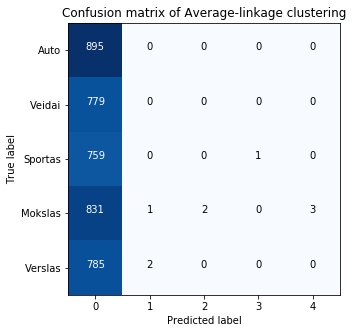 Confusion matrix of Average-linkage clustering
True label
Auto 895 0 0 0 0
Veidai 779 0 0 0 0
Sportas 759 0 0 1 0
Mokslas 831 1 2 0 3
Verslas 785 2 0 0 0
0 1 2 3 4
Predicted label